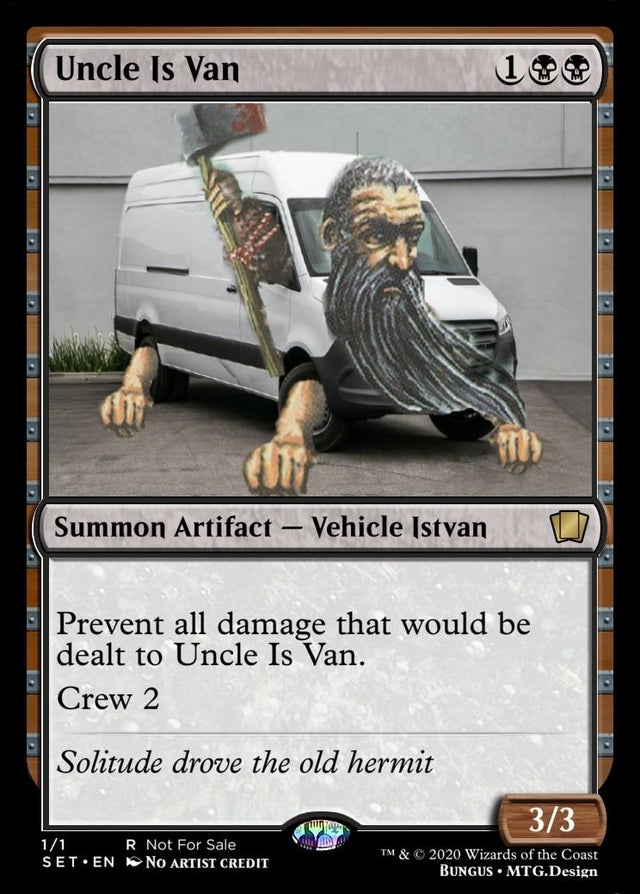 Uncle Is Van 1
Summon Artifact — Vehicle Istvan
Prevent all damage that would be
dealt to Uncle Is Van.
Crew 2
Solitude drove the old hermit
3/3
1/1 R Not For Sale
SET • EN No artist credit
™ & © 2020 Wizards of the Coast
Bungus • MTG.Design